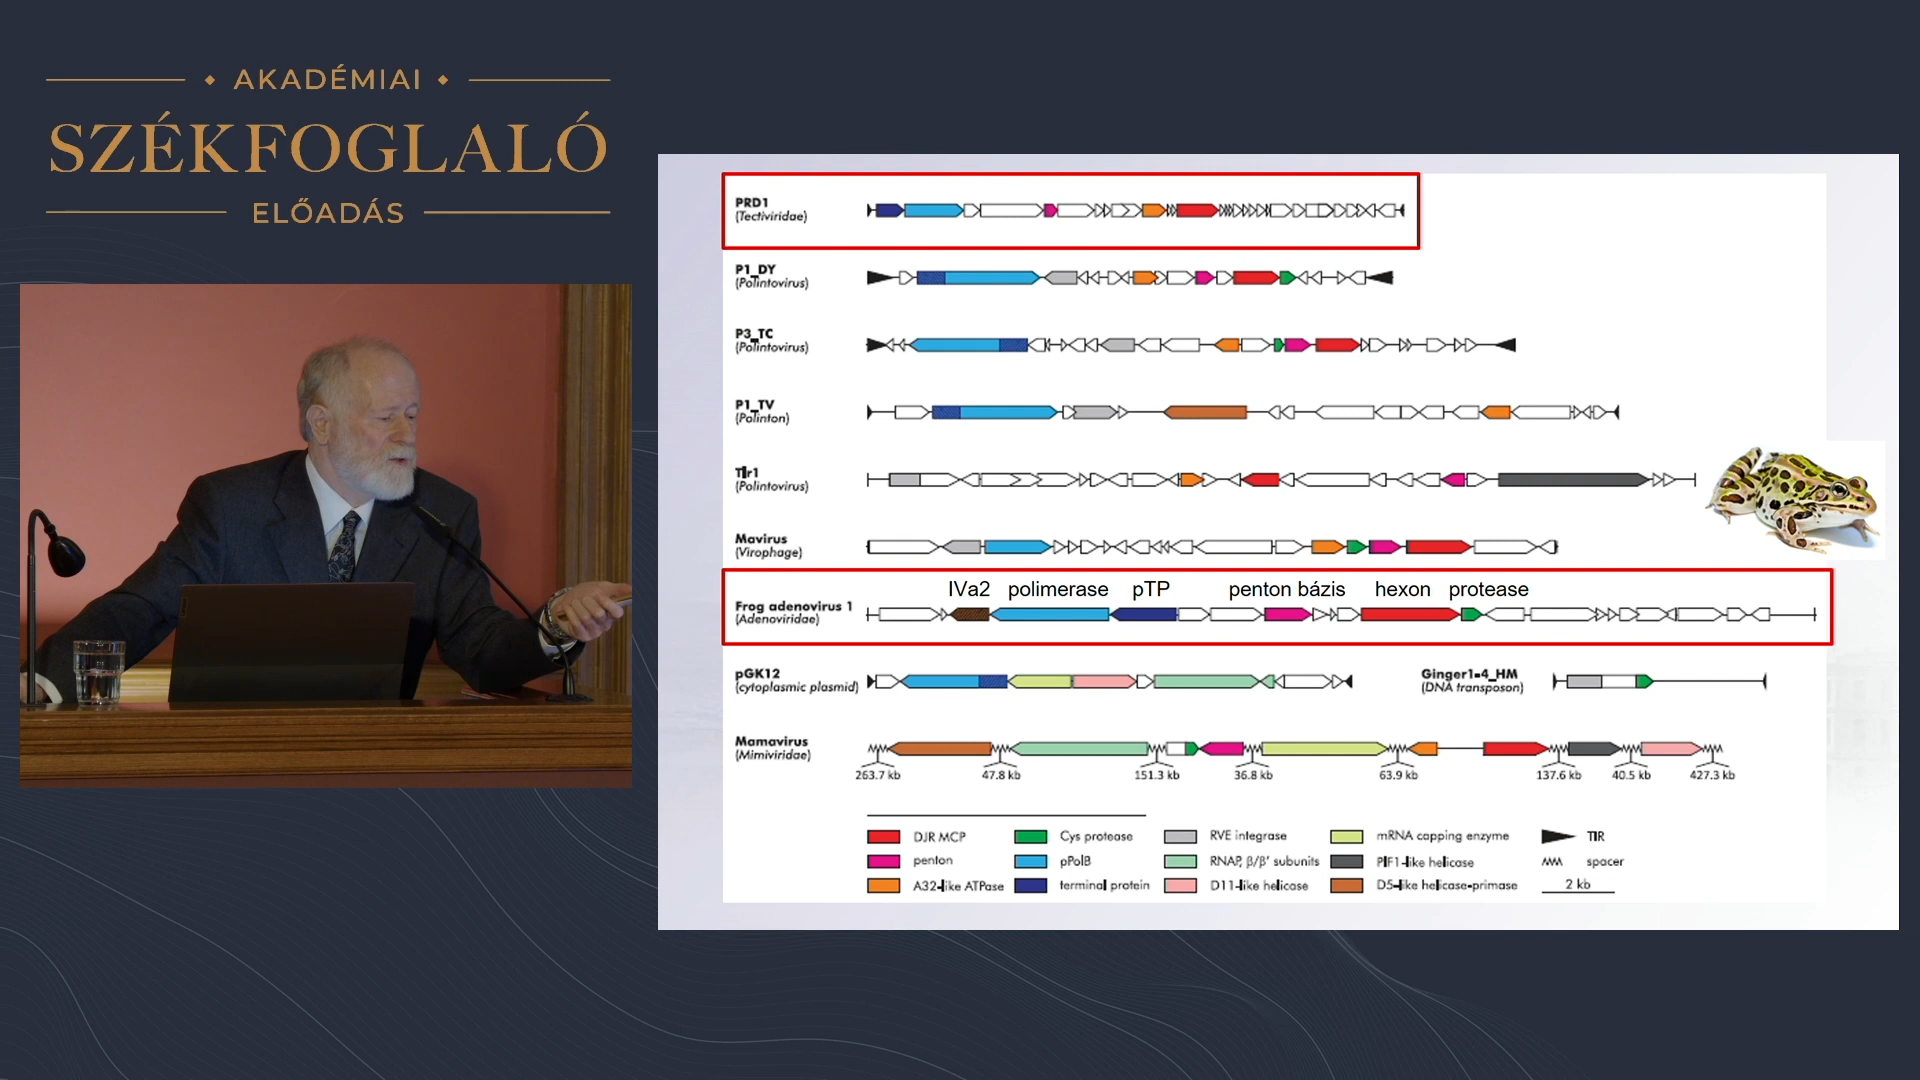 AKADÉMIAI
SZÉKFOGLALÓ
ELŐADÁS
PRD1
(Tectiviridae)
P1_DY
(Polintovirus)
P3_TC
(Polintovirus)
P1_TV
(Polinton)
Tlr1
(Polintovirus)
Mavirus
(Virophage)
IVa2 polimerase pTP penton bázis hexon protease
Frog adenovirus 1
(Adenoviridae)
pGK12
(cytoplasmic plasmid)
Ginger1-4_HM
(DNA transposon)
Mamavirus
(Mimiviridae)
263.7 kb 47.8 kb 151.3 kb 36.8 kb 63.9 kb 137.6 kb 40.5 kb 427.3 kb
DJR MCP Cys protease RVE integrase mRNA capping enzyme TIR
penton pPolB RNAP, β/β' subunits PIF1-like helicase spacer
A32-like ATPase terminal protein D11-like helicase D5-like helicase-primase 2 kb